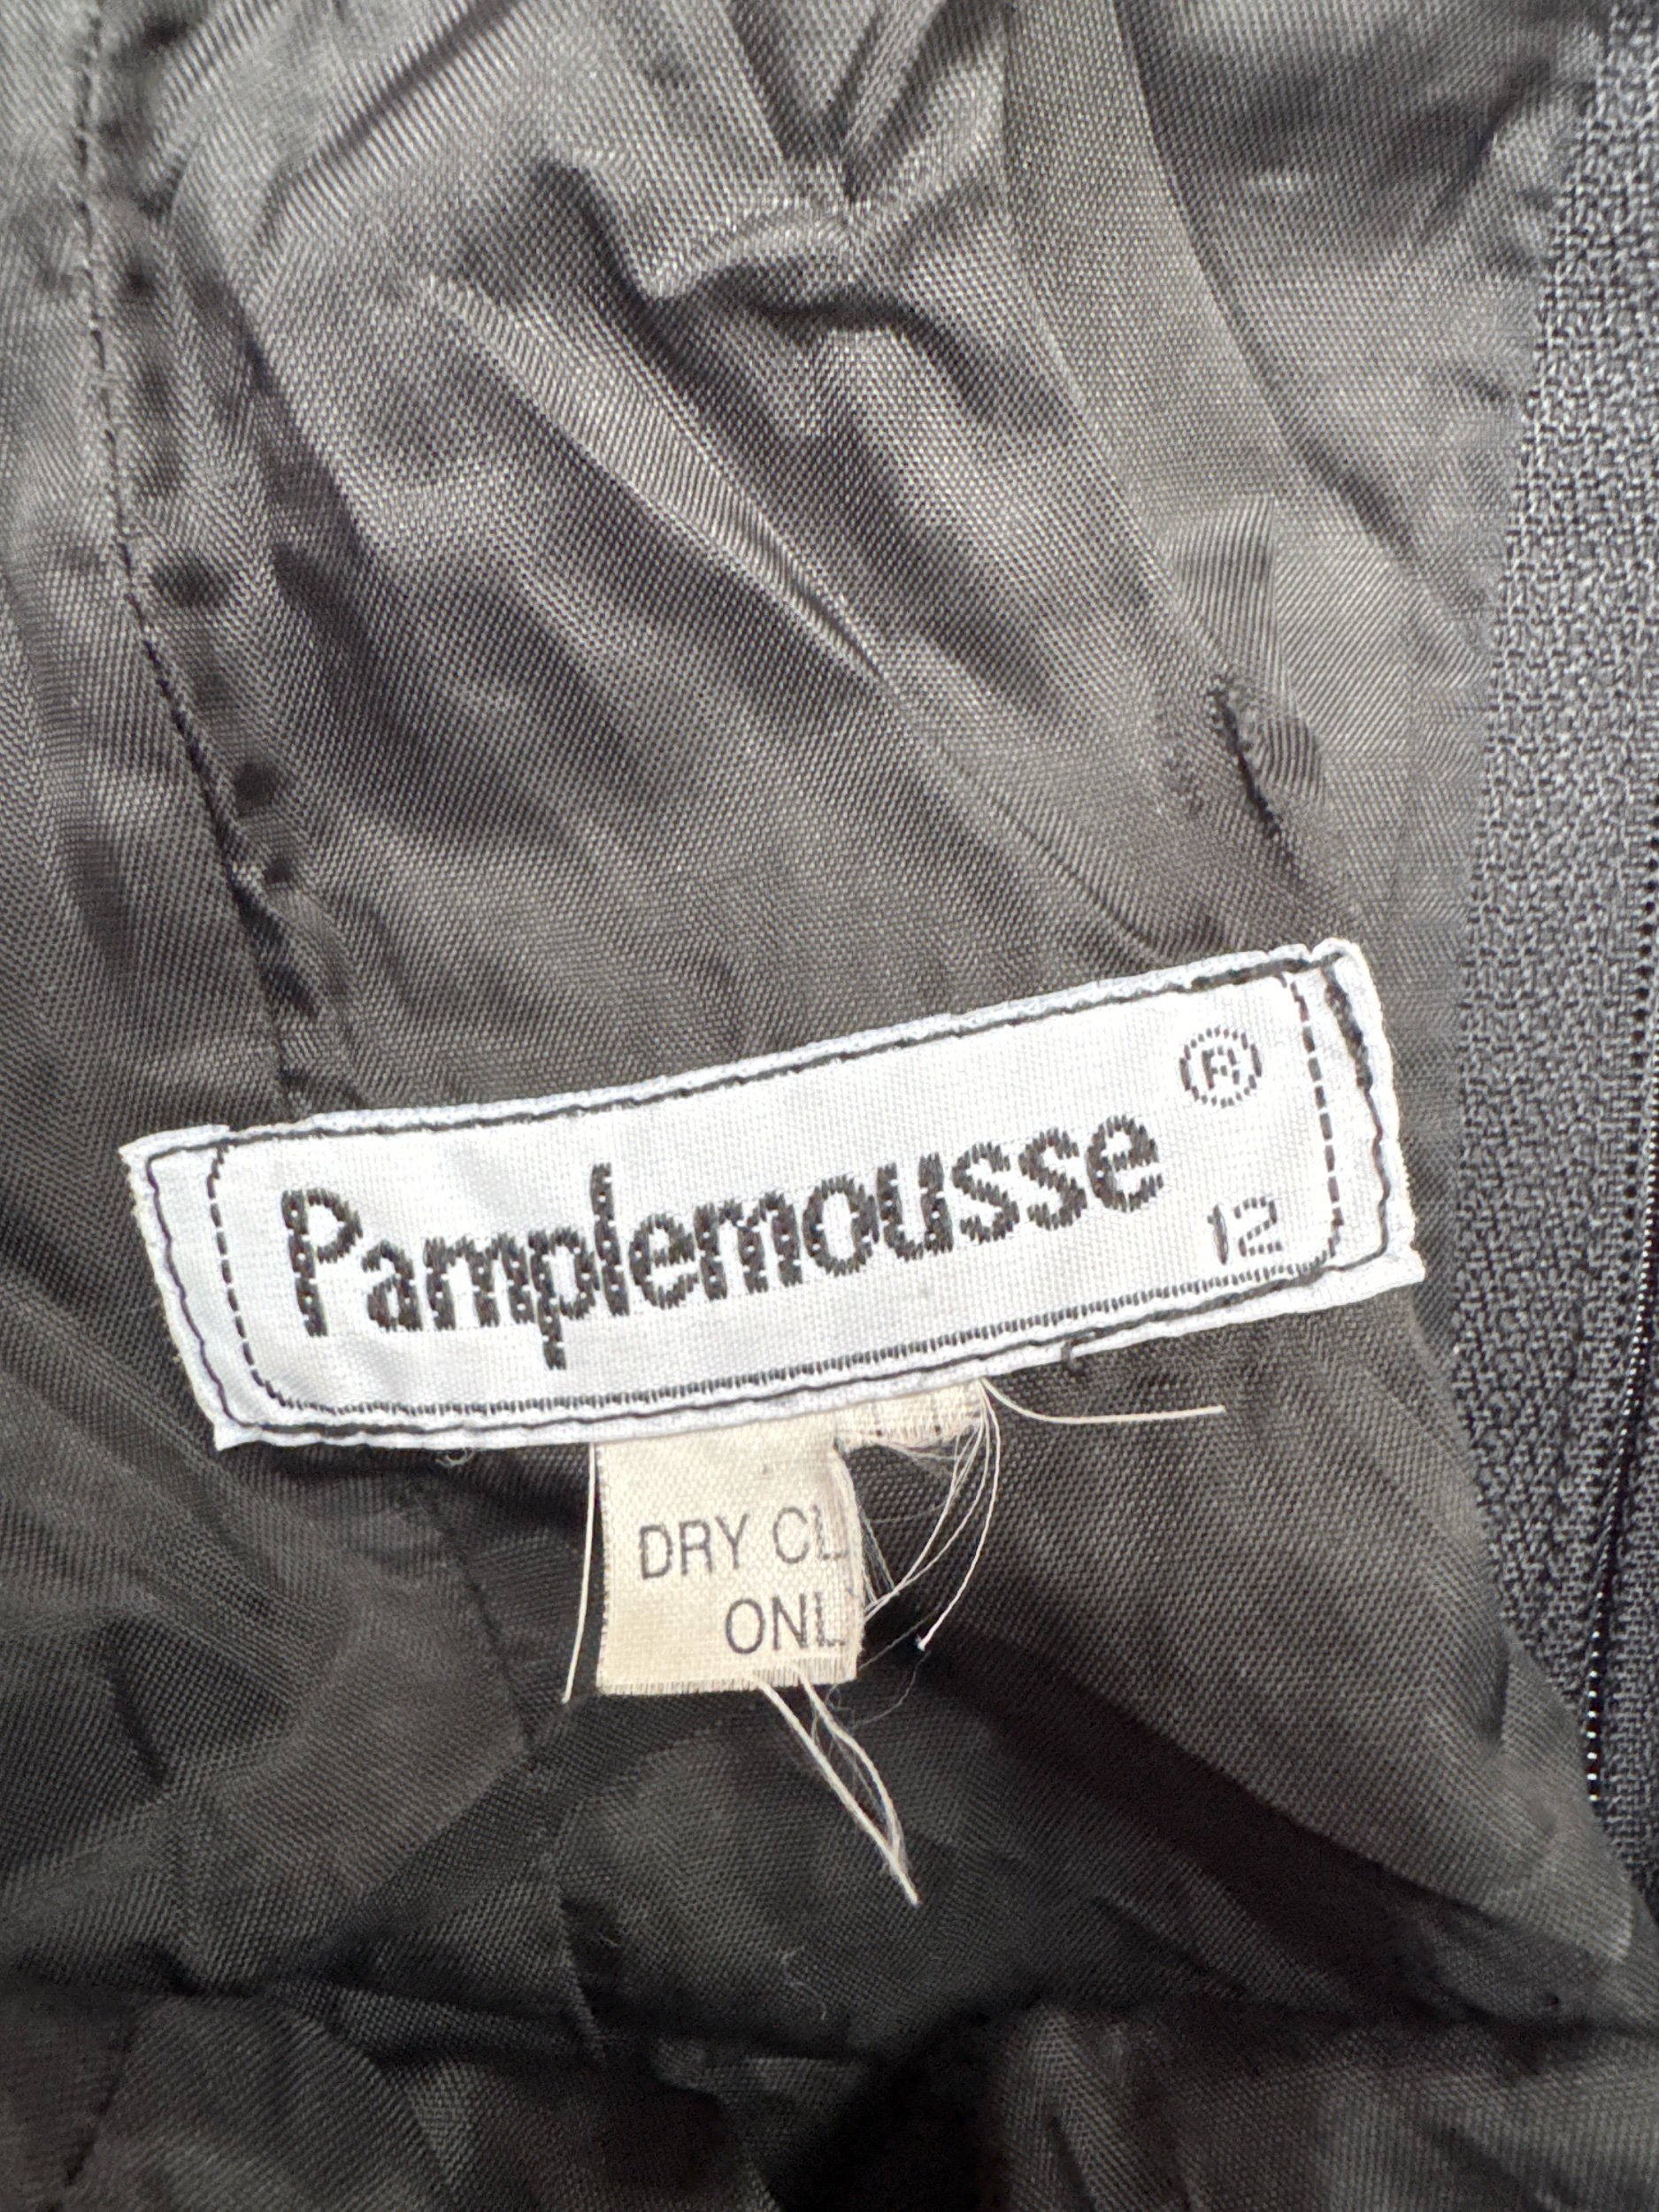 Pamplemousse ®
12
DRY CL
ONL